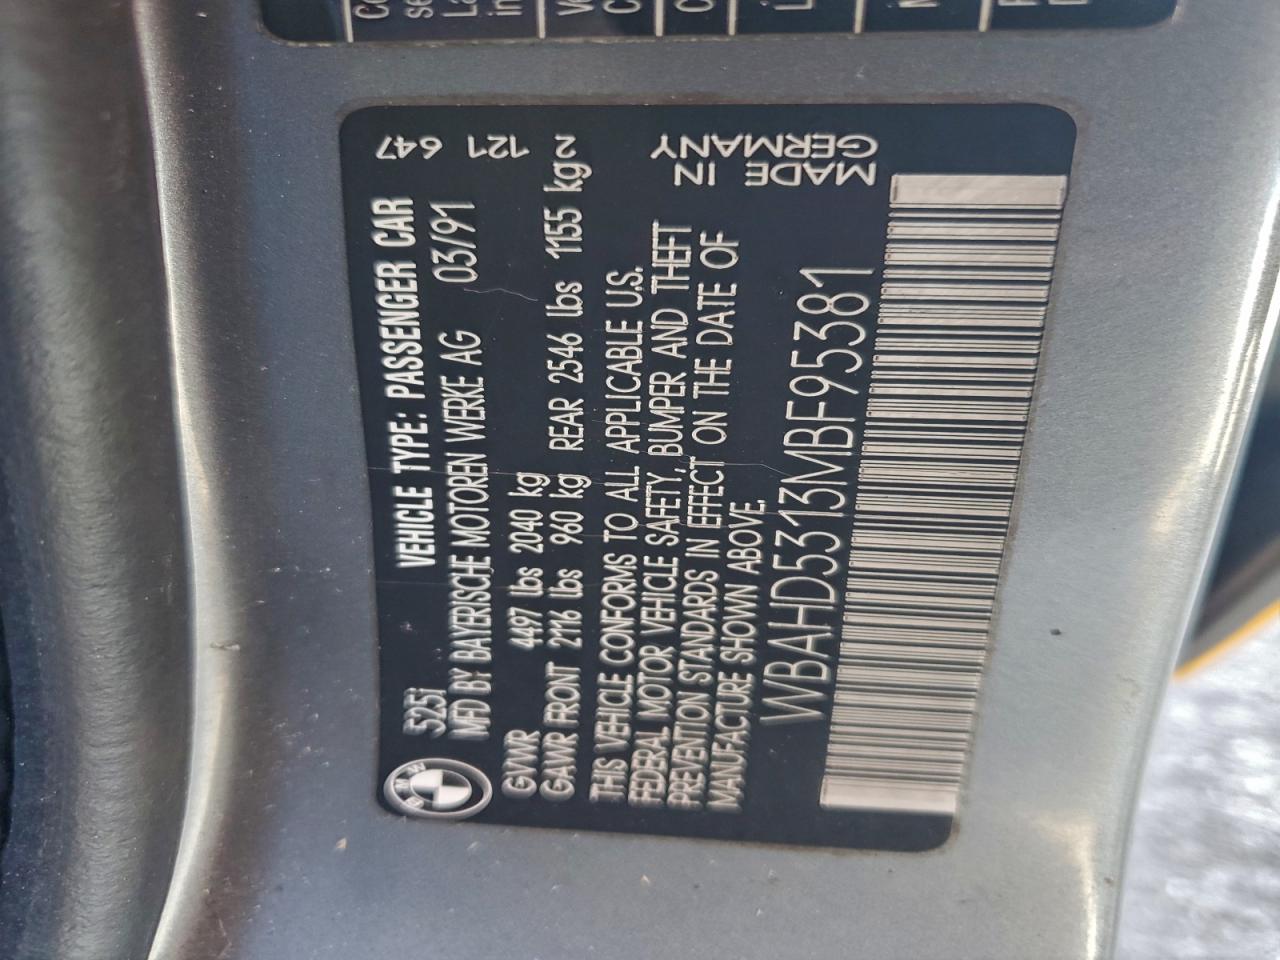 BMW
525i VEHICLE TYPE: PASSENGER CAR 647
MFD BY BAYERISCHE MOTOREN WERKE AG 03/91 121
GVWR 4497 lbs 2040 kg
GAWR FRONT 2116 lbs 960 kg REAR 2546 lbs 1155 kg 2
THIS VEHICLE CONFORMS TO ALL APPLICABLE U.S.
FEDERAL MOTOR VEHICLE SAFETY, BUMPER AND THEFT
PREVENTION STANDARDS IN EFFECT ON THE DATE OF
MANUFACTURE SHOWN ABOVE.
MADE IN
GERMANY
WBAHD5313MBF95381